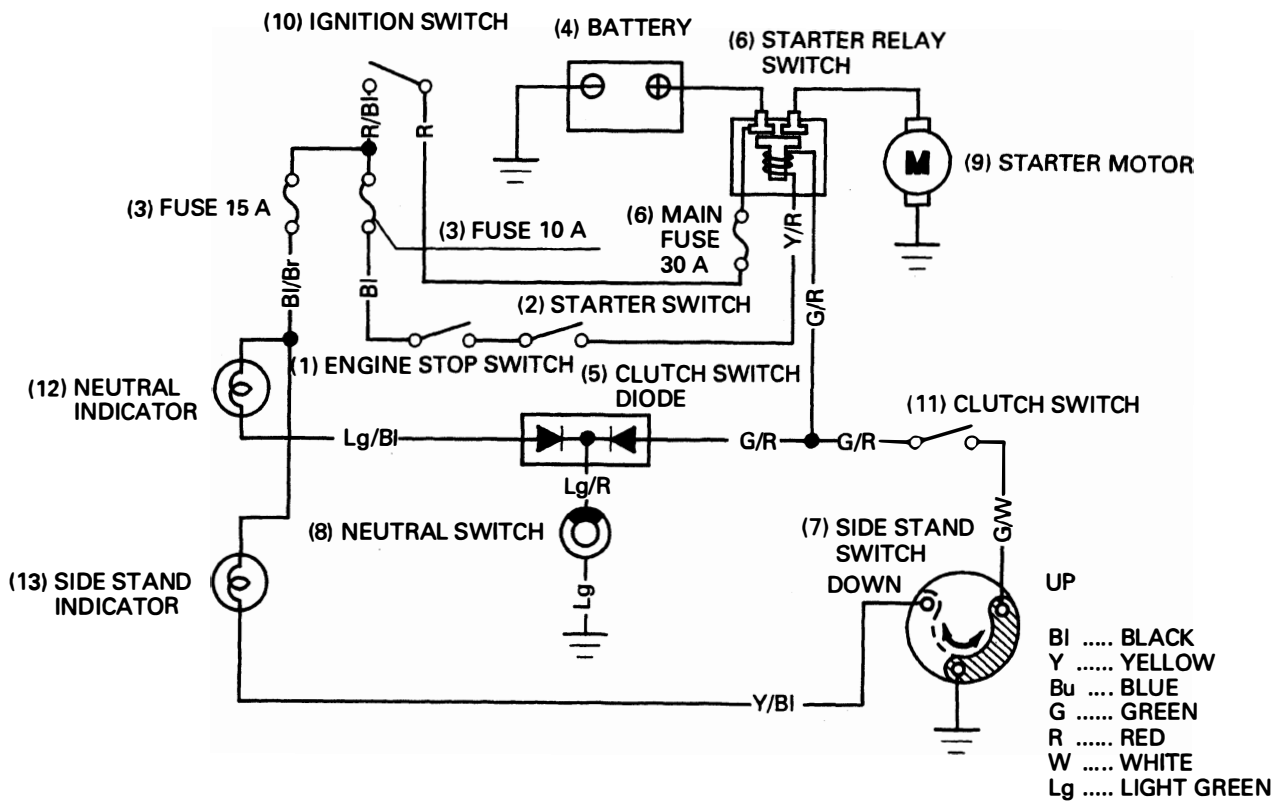 (10) IGNITION SWITCH
(4) BATTERY
(6) STARTER RELAY
SWITCH
R/Bl
R
M
(9) STARTER MOTOR
(3) FUSE 15 A
(3) FUSE 10 A
(6) MAIN
FUSE
30 A
Y/R
G/R
Bl/Br
Bl
(2) STARTER SWITCH
(1) ENGINE STOP SWITCH
(5) CLUTCH SWITCH
DIODE
(12) NEUTRAL
INDICATOR
(11) CLUTCH SWITCH
Lg/Bl
G/R
G/R
Lg/R
(8) NEUTRAL SWITCH
G/W
(7) SIDE STAND
SWITCH
DOWN
UP
Lg
(13) SIDE STAND
INDICATOR
Y/Bl
Bl ..... BLACK
Y ...... YELLOW
Bu .... BLUE
G ...... GREEN
R ...... RED
W ..... WHITE
Lg ..... LIGHT GREEN